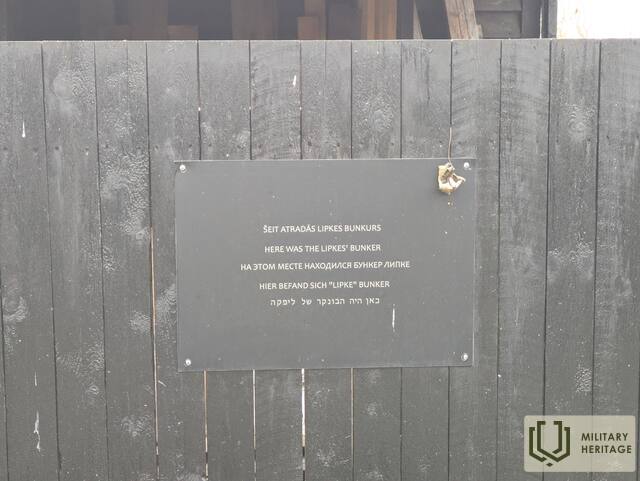 ŠEIT ATRADĀS LIPKES BUNKURS
HERE WAS THE LIPKES' BUNKER
НА ЭТОМ МЕСТЕ НАХОДИЛСЯ БУНКЕР ЛИПКЕ
HIER BEFAND SICH "LIPKE" BUNKER
כאן היה הבונקר של ליפקה
MILITARY
HERITAGE